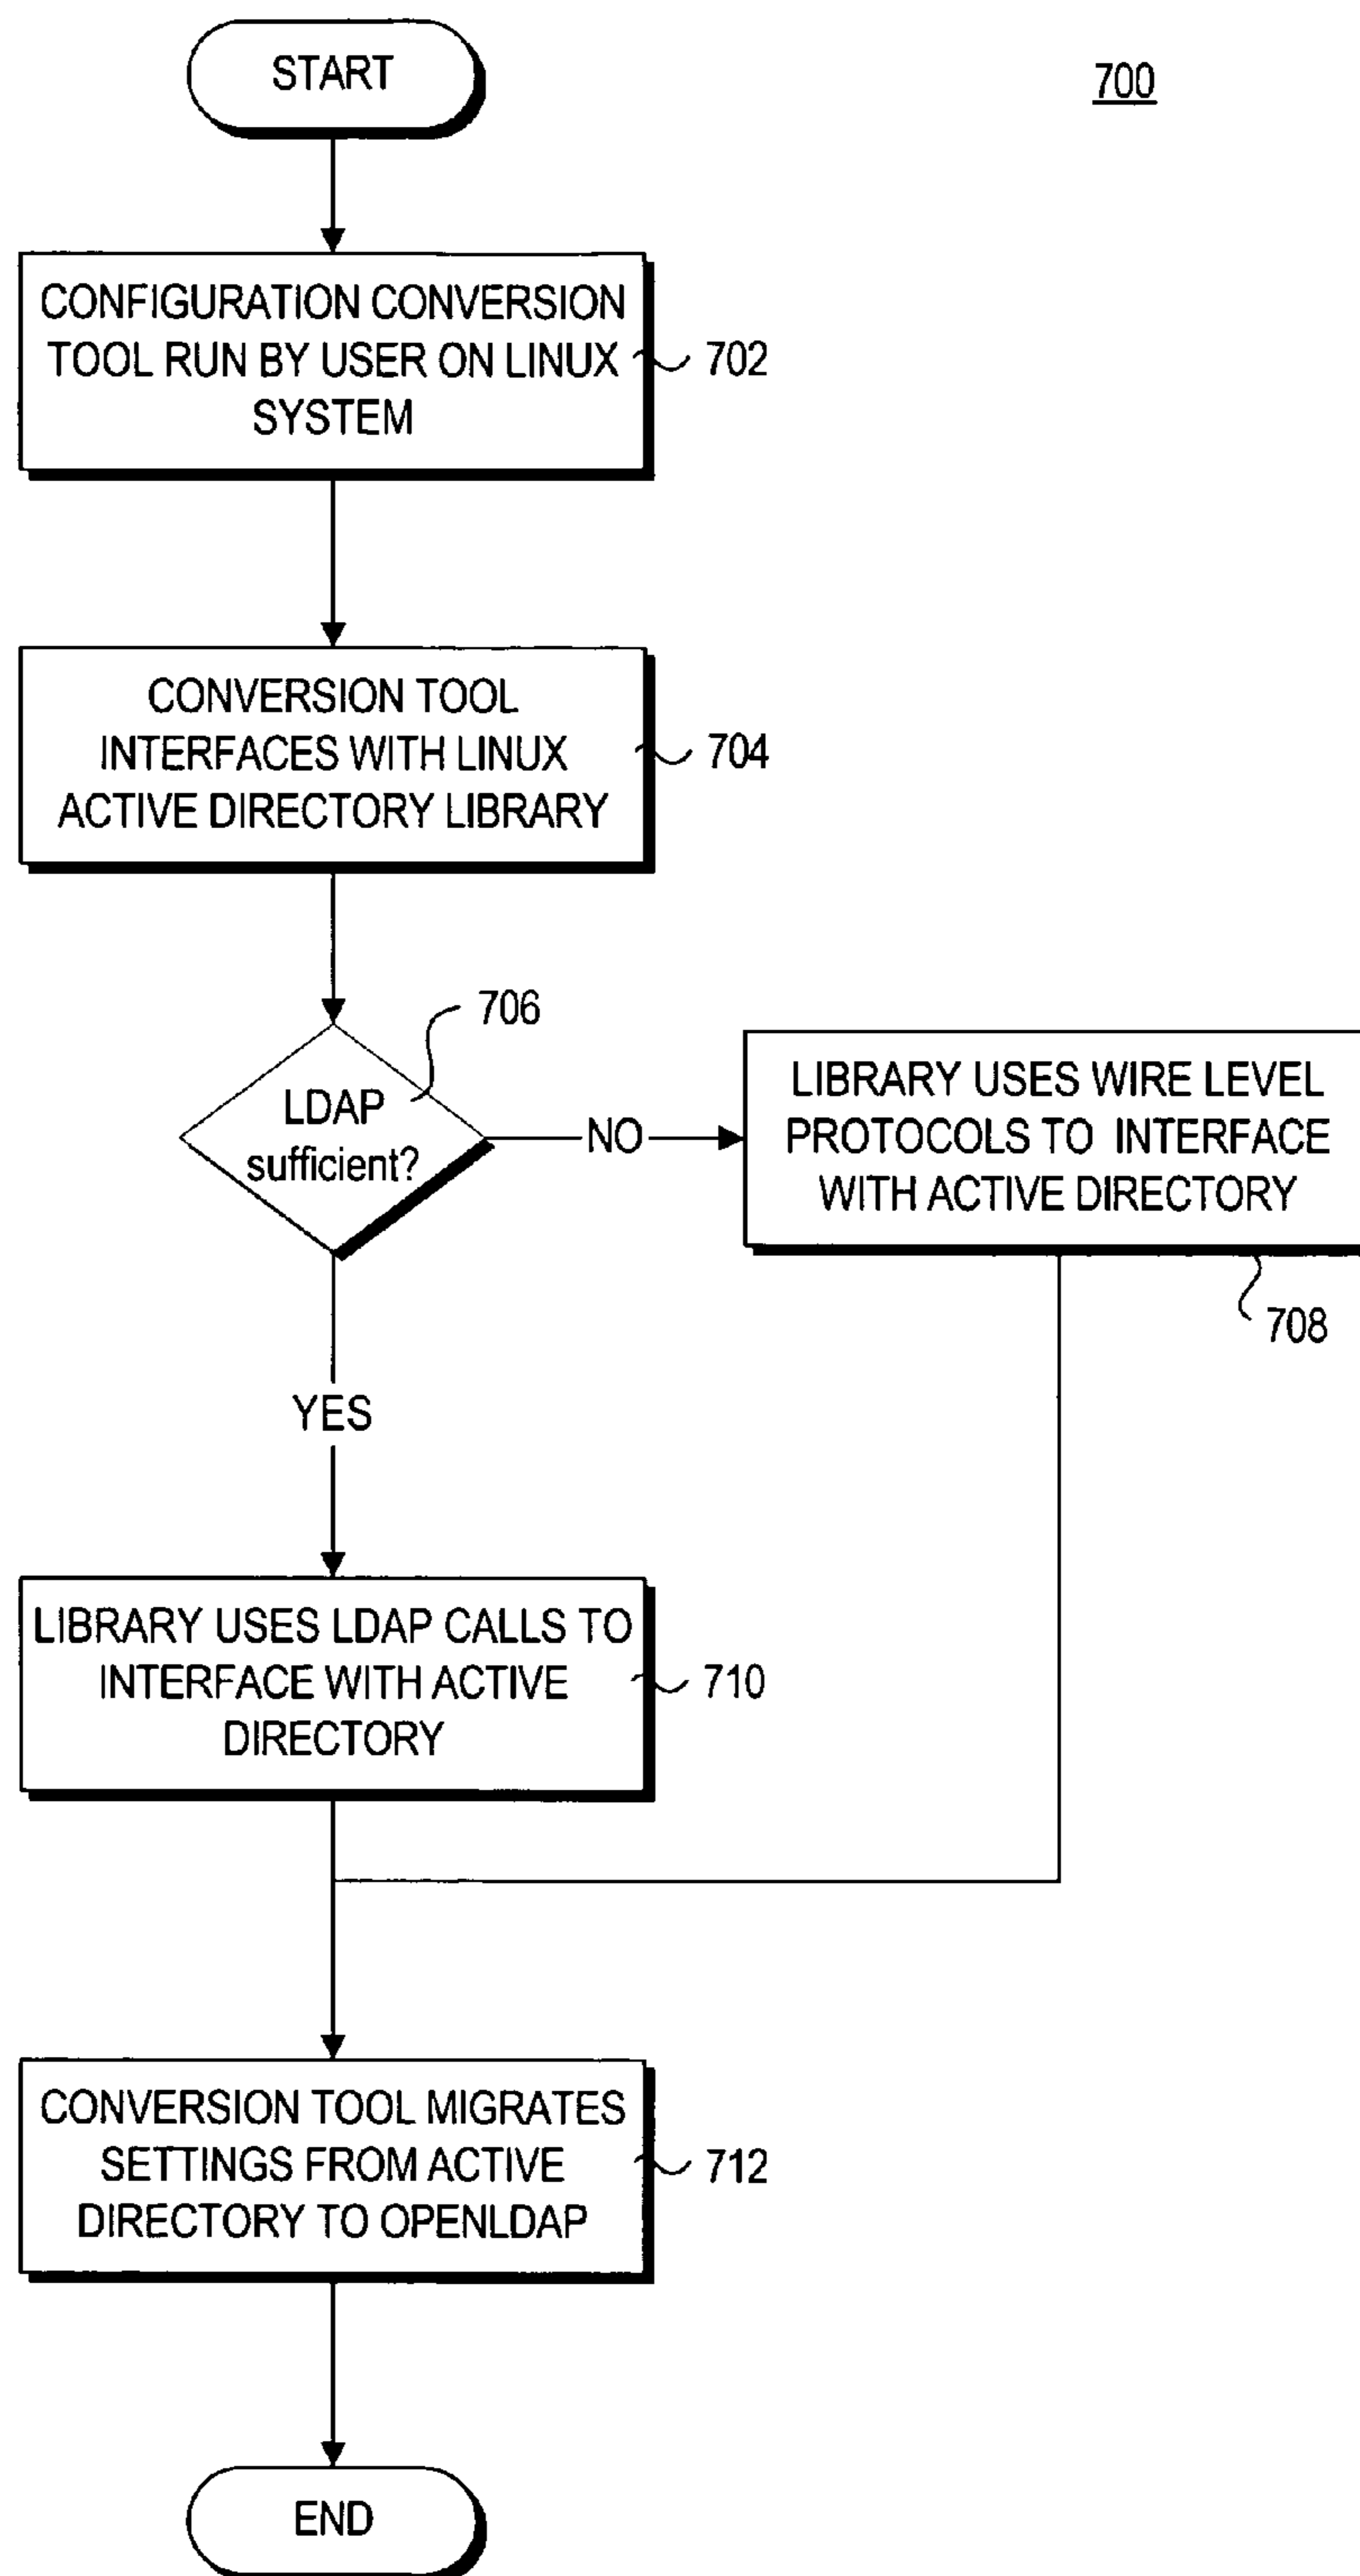 START
700
CONFIGURATION CONVERSION
TOOL RUN BY USER ON LINUX
SYSTEM
702
CONVERSION TOOL
INTERFACES WITH LINUX
ACTIVE DIRECTORY LIBRARY
704
706
LDAP
sufficient?
NO
LIBRARY USES WIRE LEVEL
PROTOCOLS TO INTERFACE
WITH ACTIVE DIRECTORY
708
YES
LIBRARY USES LDAP CALLS TO
INTERFACE WITH ACTIVE
DIRECTORY
710
CONVERSION TOOL MIGRATES
SETTINGS FROM ACTIVE
DIRECTORY TO OPENLDAP
712
END